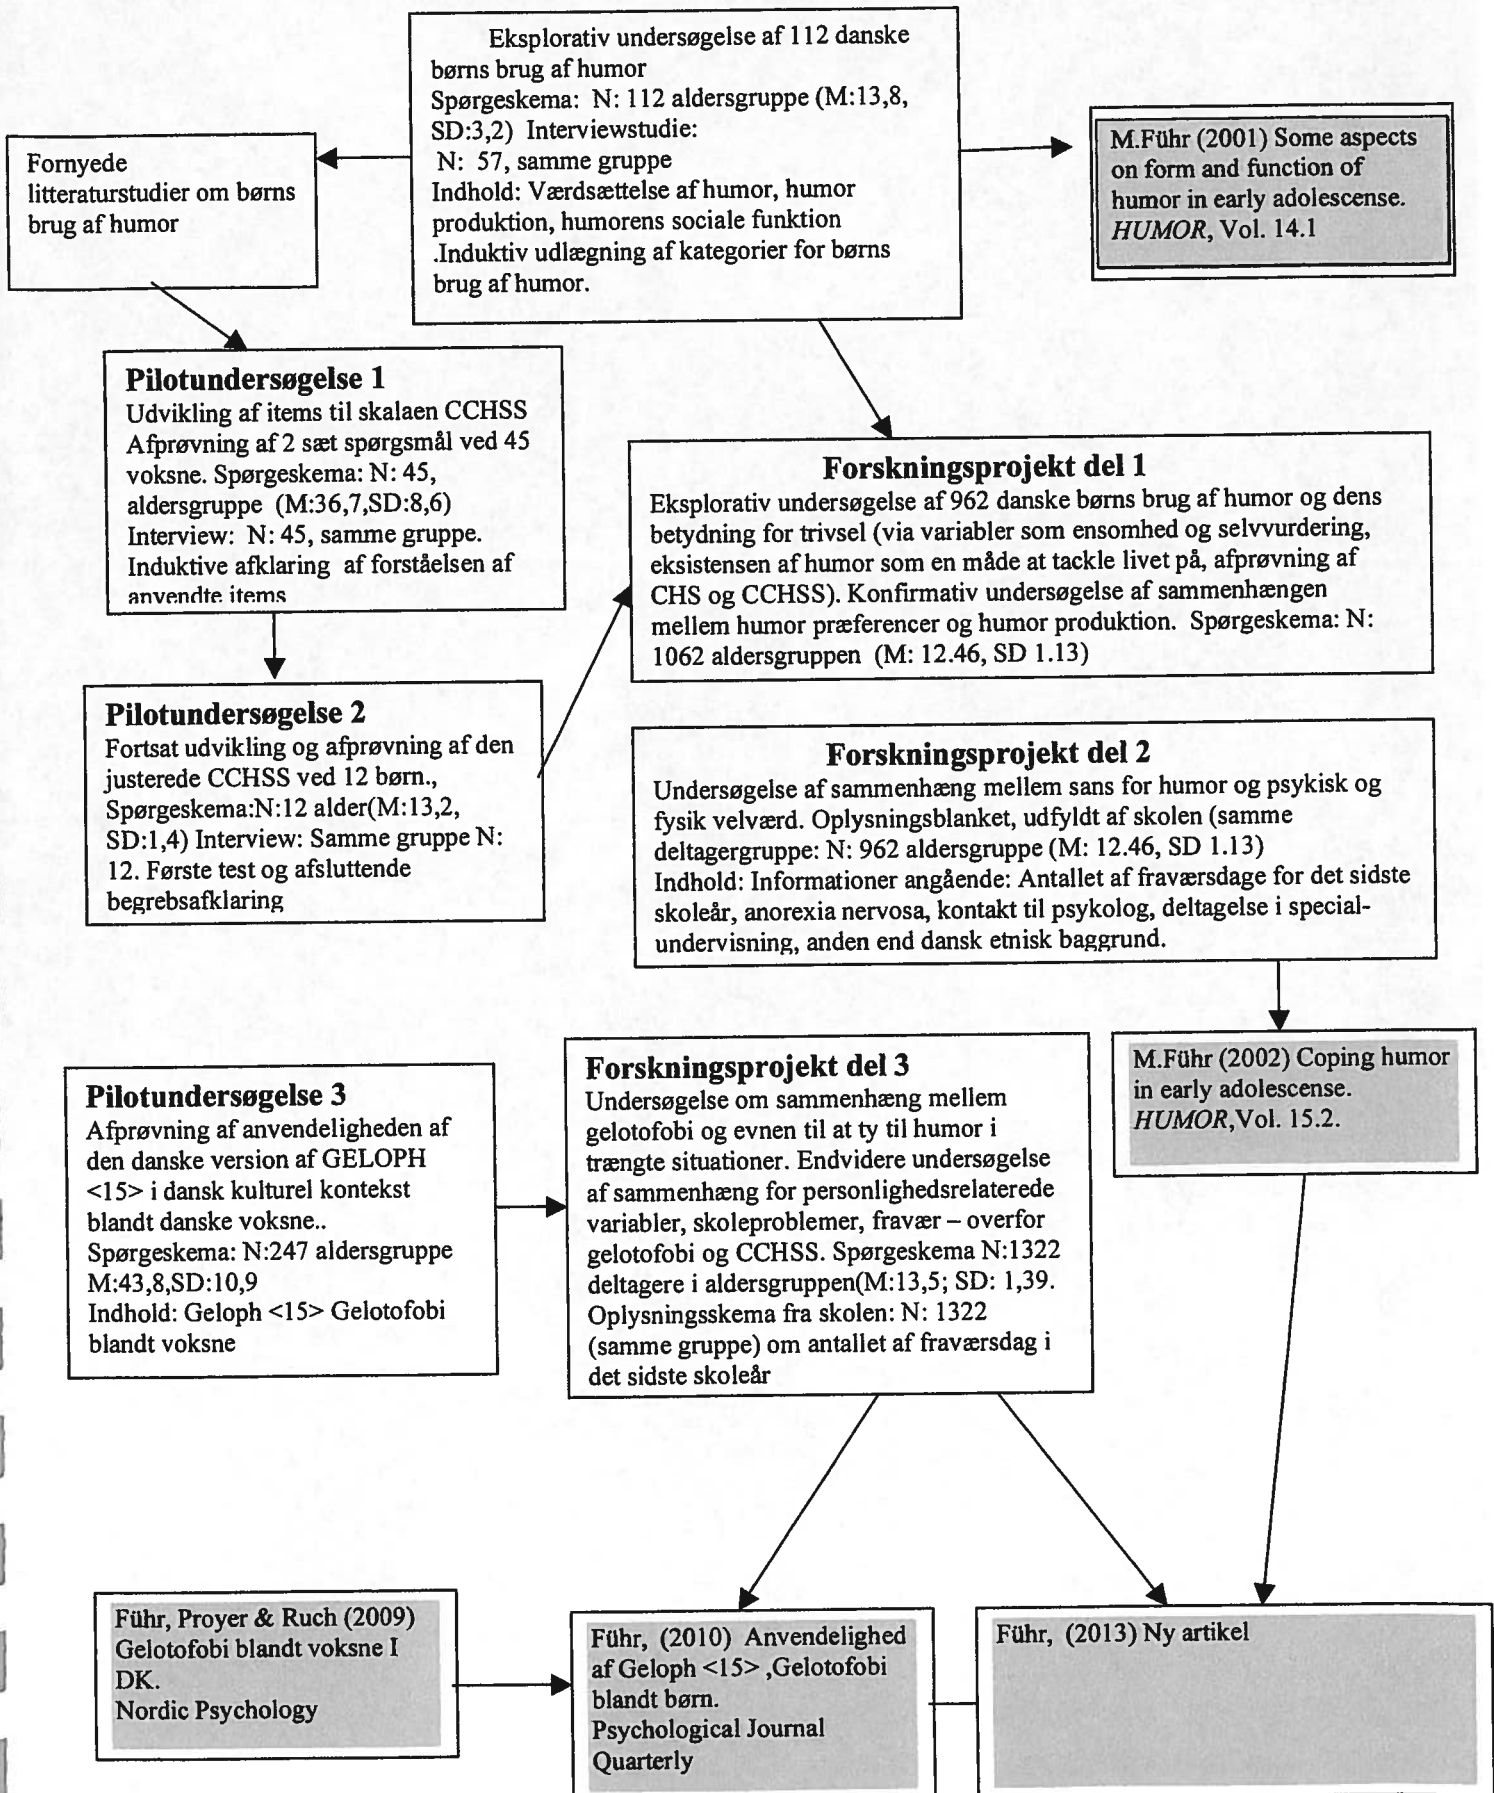 Eksplorativ undersøgelse af 112 danske
børns brug af humor
Spørgeskema: N: 112 aldersgruppe (M:13,8,
SD:3,2) Interviewstudie:
N: 57, samme gruppe
Indhold: Værdsættelse af humor, humor
produktion, humorens sociale funktion
.Induktiv udlægning af kategorier for børns
brug af humor.
Fornyede
litteraturstudier om børns
brug af humor
M.Führ (2001) Some aspects
on form and function of
humor in early adolescense.
HUMOR, Vol. 14.1
Pilotundersøgelse 1
Udvikling af items til skalaen CCHSS
Afprøvning af 2 sæt spørgsmål ved 45
voksne. Spørgeskema: N: 45,
aldersgruppe (M:36,7,SD:8,6)
Interview: N: 45, samme gruppe.
Induktive afklaring af forståelsen af
anvendte items
Forskningsprojekt del 1
Eksplorativ undersøgelse af 962 danske børns brug af humor og dens
betydning for trivsel (via variabler som ensomhed og selvvurdering,
eksistensen af humor som en måde at tackle livet på, afprøvning af
CHS og CCHSS). Konfirmativ undersøgelse af sammenhængen
mellem humor præferencer og humor produktion. Spørgeskema: N:
1062 aldersgruppen (M: 12.46, SD 1.13)
Pilotundersøgelse 2
Fortsat udvikling og afprøvning af den
justerede CCHSS ved 12 børn.,
Spørgeskema:N:12 alder(M:13,2,
SD:1,4) Interview: Samme gruppe N:
12. Første test og afsluttende
begrebsafklaring
Forskningsprojekt del 2
Undersøgelse af sammenhæng mellem sans for humor og psykisk og
fysik velværd. Oplysningsblanket, udfyldt af skolen (samme
deltagergruppe: N: 962 aldersgruppe (M: 12.46, SD 1.13)
Indhold: Informationer angående: Antallet af fraværsdage for det sidste
skoleår, anorexia nervosa, kontakt til psykolog, deltagelse i special-
undervisning, anden end dansk etnisk baggrund.
Pilotundersøgelse 3
Afprøvning af anvendeligheden af
den danske version af GELOPH
<15> i dansk kulturel kontekst
blandt danske voksne..
Spørgeskema: N:247 aldersgruppe
M:43,8,SD:10,9
Indhold: Geloph <15> Gelotofobi
blandt voksne
Forskningsprojekt del 3
Undersøgelse om sammenhæng mellem
gelotofobi og evnen til at ty til humor i
trængte situationer. Endvidere undersøgelse
af sammenhæng for personlighedsrelaterede
variabler, skoleproblemer, fravær – overfor
gelotofobi og CCHSS. Spørgeskema N:1322
deltagere i aldersgruppen(M:13,5; SD: 1,39.
Oplysningsskema fra skolen: N: 1322
(samme gruppe) om antallet af fraværsdag i
det sidste skoleår
M.Führ (2002) Coping humor
in early adolescense.
HUMOR,Vol. 15.2.
Führ, Proyer & Ruch (2009)
Gelotofobi blandt voksne I
DK.
Nordic Psychology
Führ, (2010) Anvendelighed
af Geloph <15> ,Gelotofobi
blandt børn.
Psychological Journal
Quarterly
Führ, (2013) Ny artikel